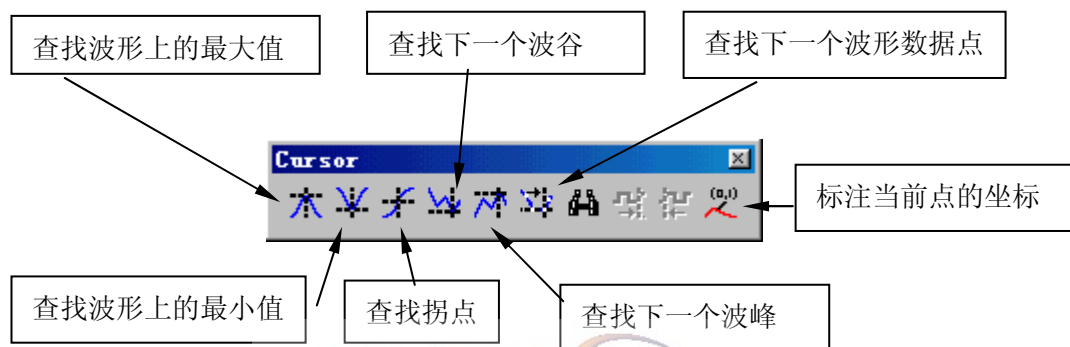 查找波形上的最大值
查找下一个波谷
查找下一个波形数据点
Cursor
(0,1)
标注当前点的坐标
查找波形上的最小值
查找拐点
查找下一个波峰